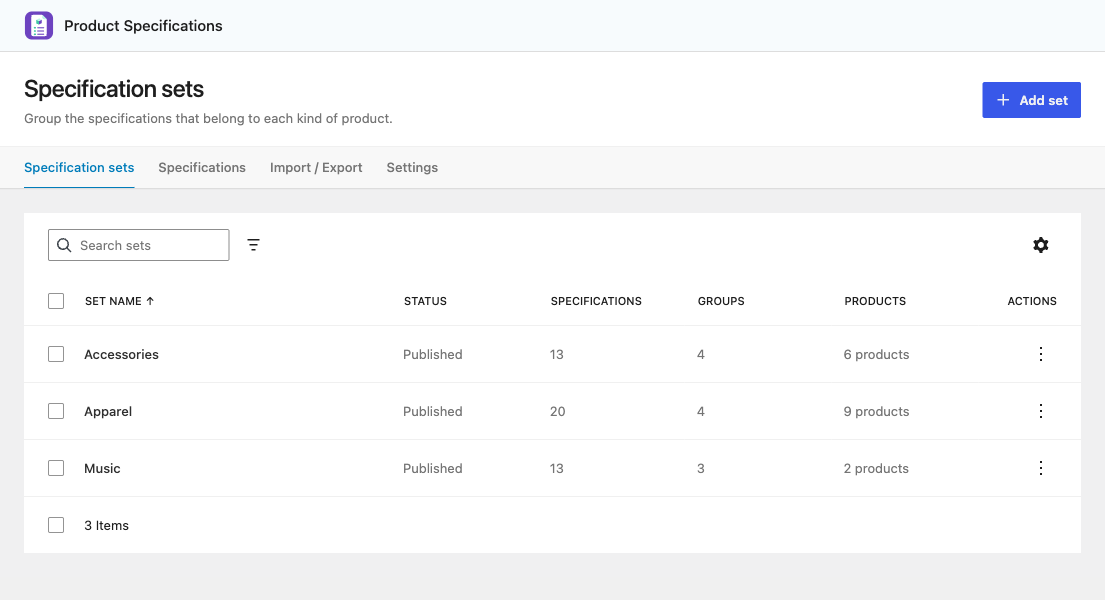 Product Specifications
Specification sets
Group the specifications that belong to each kind of product.
+ Add set
Specification sets Specifications Import / Export Settings
Search sets
SET NAME ↑ STATUS SPECIFICATIONS GROUPS PRODUCTS ACTIONS
Accessories Published 13 4 6 products
Apparel Published 20 4 9 products
Music Published 13 3 2 products
3 Items